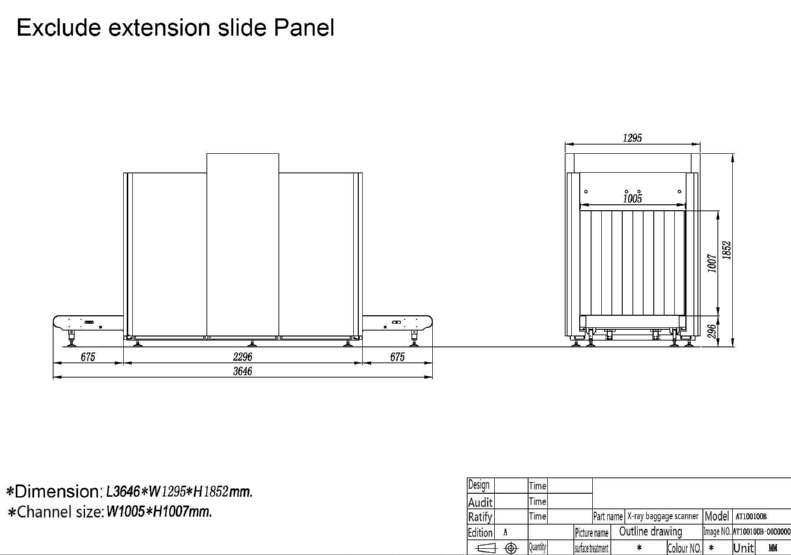 Exclude extension slide Panel
1295
1005
1007
1852
296
675
2296
675
3646
*Dimension: L3646*W1295*H1852mm.
*Channel size: W1005*H1007mm.
Design Time
Audit Time
Ratify Time Part name X-ray baggage scanner Model AT100100B
Edition A Picture name Outline drawing Image NO. AT100100B-0000000
Quantity surface treatment * Colour NO. * Unit MM